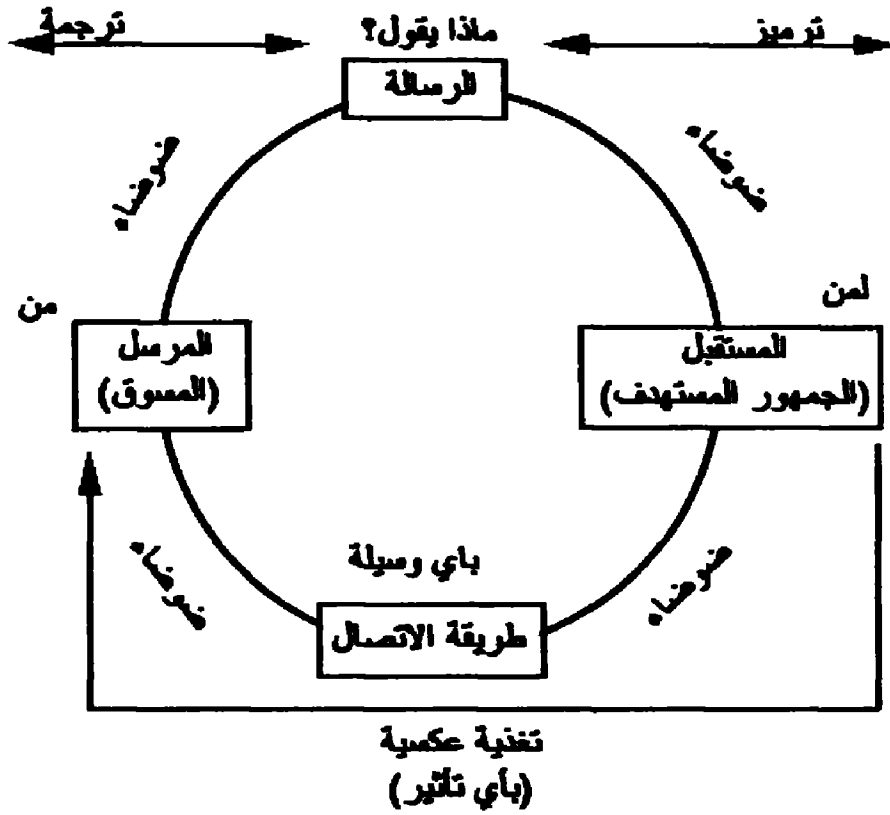 ترميز
ماذا يقول؟
ترجمة
الرسالة
ضوضاء
ضوضاء
لمن
من
المستقبل
(الجمهور المستهدف)
المرسل
(المسوق)
ضوضاء
ضوضاء
باي وسيلة
طريقة الاتصال
تغذية عكسية
(بأي تأثير)